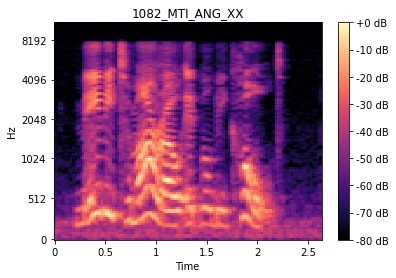 1082_MTI_ANG_XX
+0 dB
8192
-10 dB
4096
-20 dB
-30 dB
2048
Hz
-40 dB
1024
-50 dB
-60 dB
512
-70 dB
0
-80 dB
0 0.5 1 1.5 2 2.5
Time